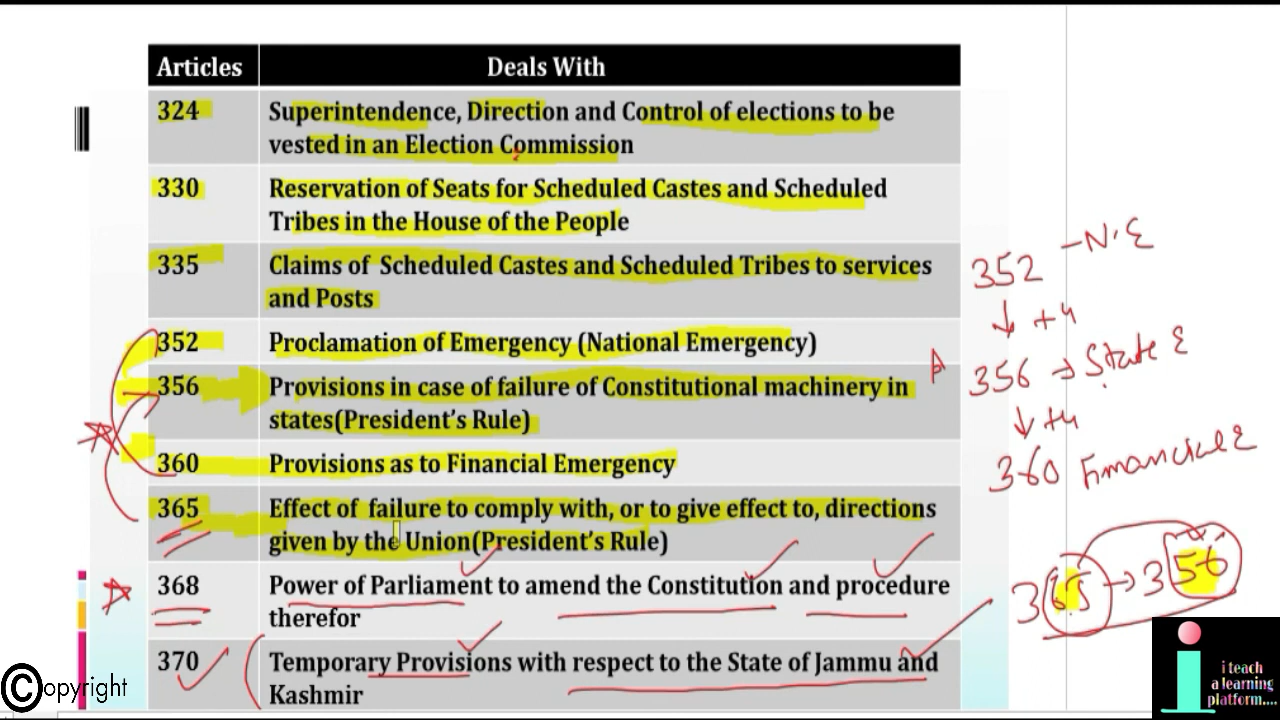 Articles Deals With
324 Superintendence, Direction and Control of elections to be
vested in an Election Commission
330 Reservation of Seats for Scheduled Castes and Scheduled
Tribes in the House of the People
335 Claims of Scheduled Castes and Scheduled Tribes to services
and Posts
352 Proclamation of Emergency (National Emergency)
356 Provisions in case of failure of Constitutional machinery in
states(President's Rule)
360 Provisions as to Financial Emergency
365 Effect of failure to comply with, or to give effect to, directions
given by the Union(President's Rule)
368 Power of Parliament to amend the Constitution and procedure
therefor
370 Temporary Provisions with respect to the State of Jammu and
Kashmir
352 - N.E
↓ +4
356 → State E
↓ +4
360 Financial E
365 → 356
©opyright
i teach
a learning
platform....